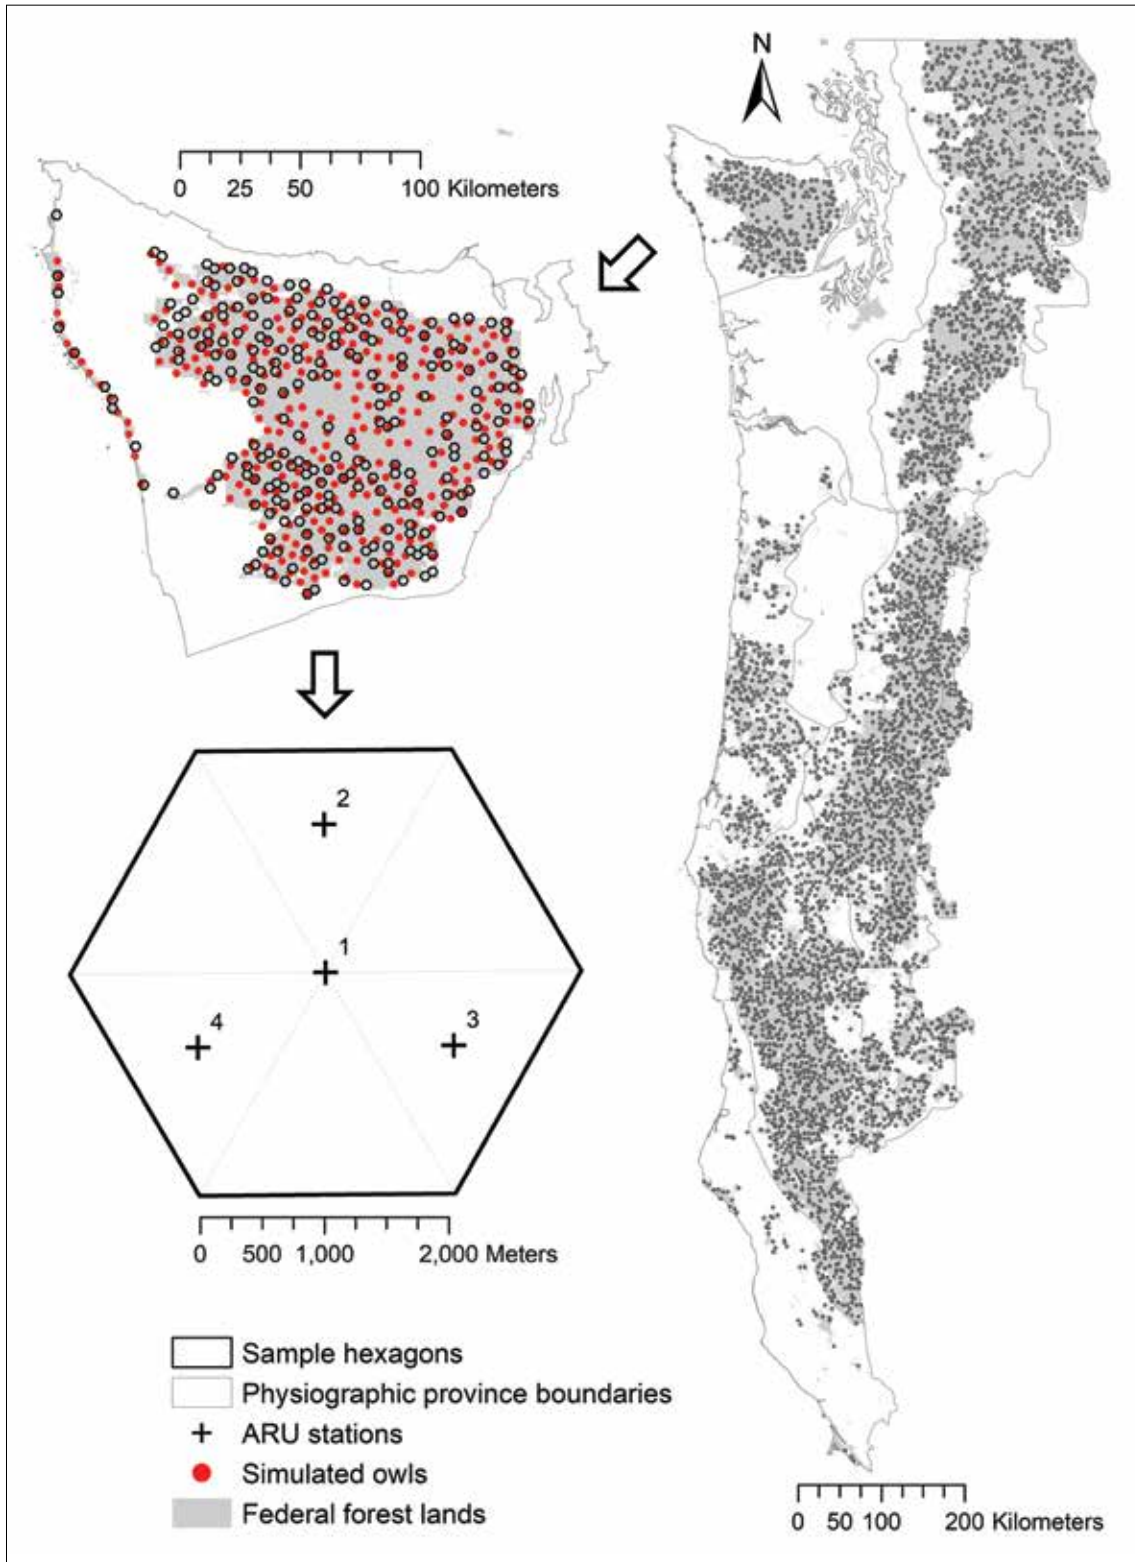 N
0 25 50 100 Kilometers
2
1
4
3
0 500 1,000 2,000 Meters
Sample hexagons
Physiographic province boundaries
ARU stations
Simulated owls
Federal forest lands
0 50 100 200 Kilometers